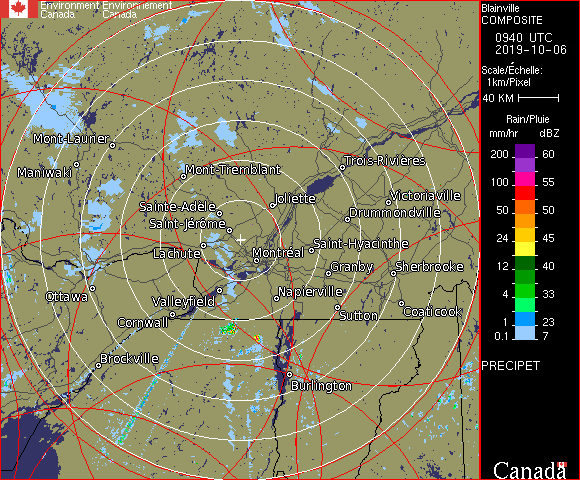 Environment Environnement
Canada Canada
Blainville
COMPOSITE
0940 UTC
2019-10-06
Scale/Échelle:
1km/Pixel
40 KM
Rain/Pluie
mm/hr dBZ
200 60
150 57
100 55
50 50
24 45
12 40
4 33
1 23
0.1 7
PRECIPET
Canada
Mont-Laurier
Maniwaki
Mont-Tremblant
Trois-Rivières
Joliette
Victoriaville
Sainte-Adele
Drummondville
Saint-Jérôme
Saint-Hyacinthe
Lachute
Montréal
Granby
Sherbrooke
Ottawa
Napierville
Valleyfield
Cornwall
Sutton
Coaticook
Brockville
Burlington